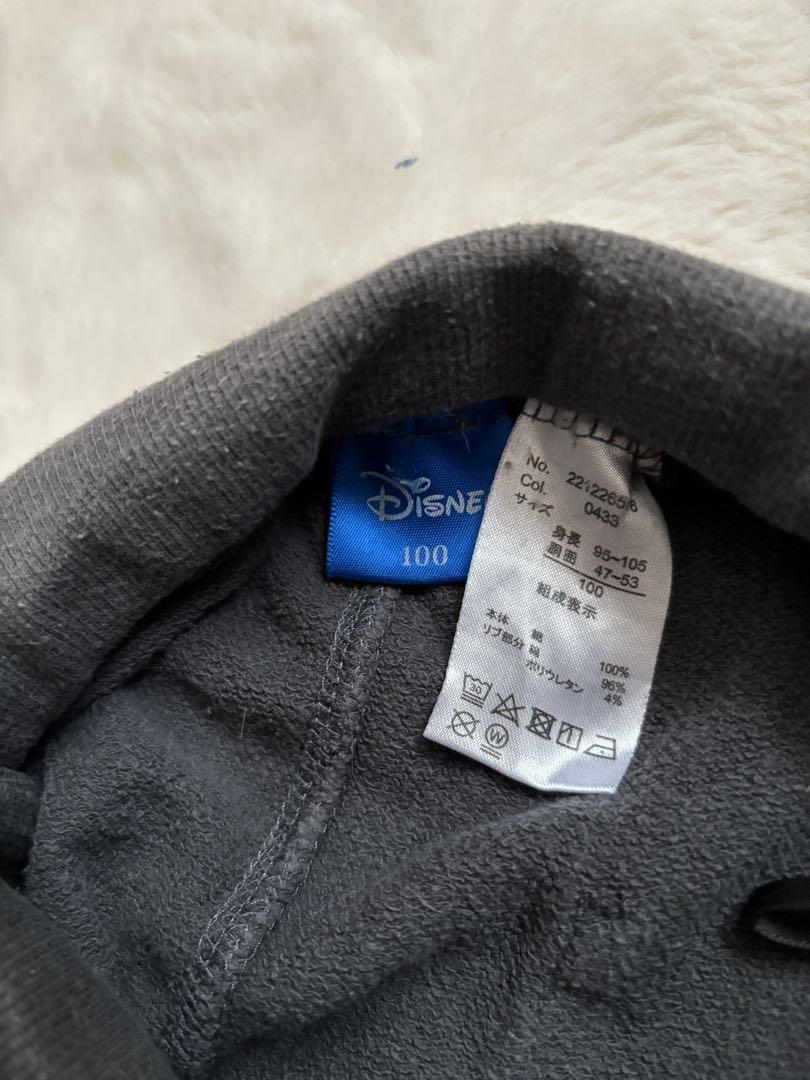 DISNE
100
No. 22122656
Col. 0433
サイズ
身長 95~105
胴囲 47~53
100
組成表示
本体 綿 100%
リブ部分 綿 96%
ポリウレタン 4%
30
W